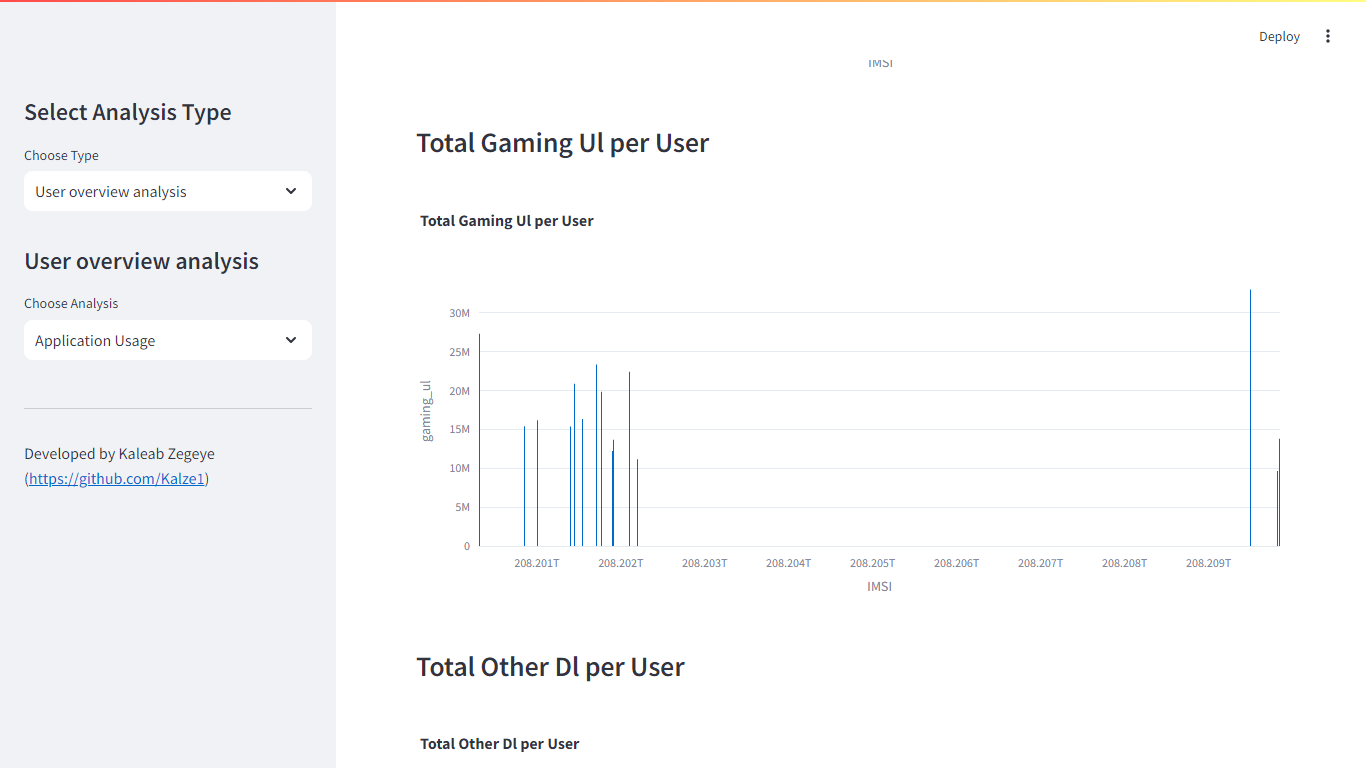 Deploy
IMSI
Select Analysis Type
Choose Type
User overview analysis
User overview analysis
Choose Analysis
Application Usage
Developed by Kaleab Zegeye
(https://github.com/Kalze1)
Total Gaming Ul per User
Total Gaming Ul per User
gaming_ul
30M
25M
20M
15M
10M
5M
0
208.201T 208.202T 208.203T 208.204T 208.205T 208.206T 208.207T 208.208T 208.209T
IMSI
Total Other Dl per User
Total Other Dl per User